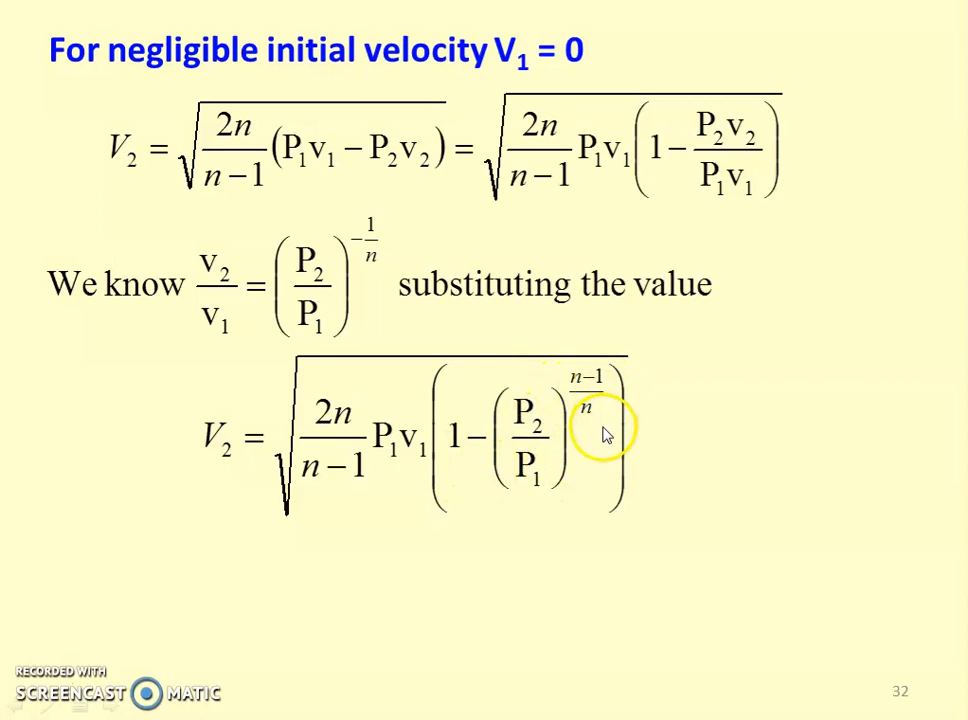 For negligible initial velocity V₁ = 0
V₂ = √(2n/(n−1) (P₁v₁ − P₂v₂)) = √(2n/(n−1) P₁v₁ (1 − P₂v₂/P₁v₁))
We know v₂/v₁ = (P₂/P₁)^(−1/n) substituting the value
V₂ = √(2n/(n−1) P₁v₁ (1 − (P₂/P₁)^((n−1)/n)))
RECORDED WITH
SCREENCAST MATIC
32